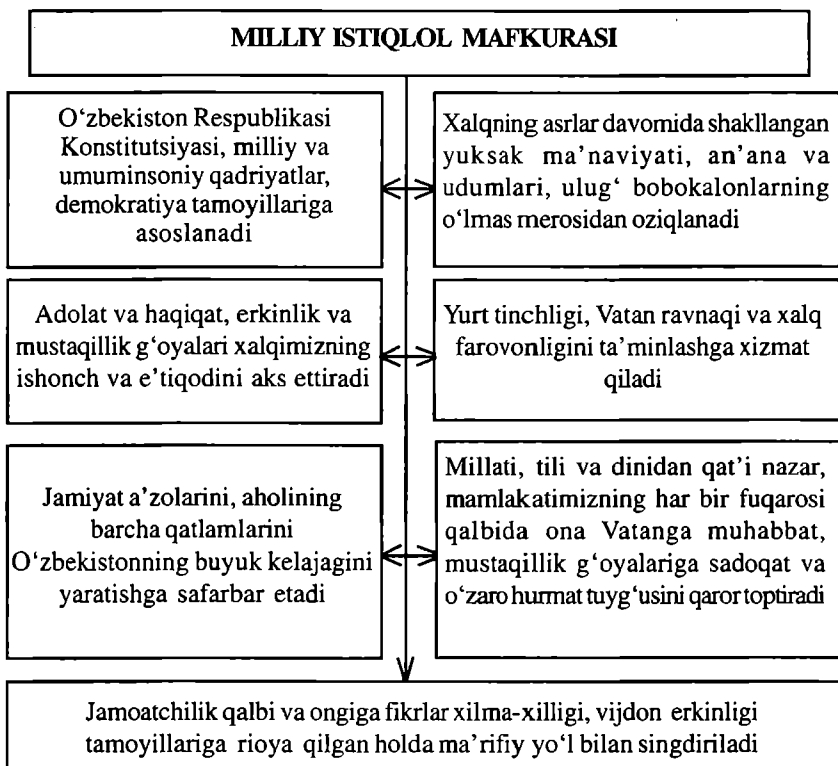 MILLIY ISTIQLOL MAFKURASI
O‘zbekiston Respublikasi
Konstitutsiyasi, milliy va
umuminsoniy qadriyatlar,
demokratiya tamoyillariga
asoslanadi
Xalqning asrlar davomida shakllangan
yuksak ma’naviyati, an’ana va
udumlari, ulug‘ bobokalonlarning
o‘lmas merosidan oziqlanadi
Adolat va haqiqat, erkinlik va
mustaqillik g‘oyalari xalqimizning
ishonch va e’tiqodini aks ettiradi
Yurt tinchligi, Vatan ravnaqi va xalq
farovonligini ta’minlashga xizmat
qiladi
Jamiyat a’zolarini, aholining
barcha qatlamlarini
O‘zbekistonning buyuk kelajagini
yaratishga safarbar etadi
Millati, tili va dinidan qat’i nazar,
mamlakatimizning har bir fuqarosi
qalbida ona Vatanga muhabbat,
mustaqillik g‘oyalariga sadoqat va
o‘zaro hurmat tuyg‘usini qaror toptiradi
Jamoatchilik qalbi va ongiga fikrlar xilma-xilligi, vijdon erkinligi
tamoyillariga rioya qilgan holda ma’rifiy yo‘l bilan singdiriladi